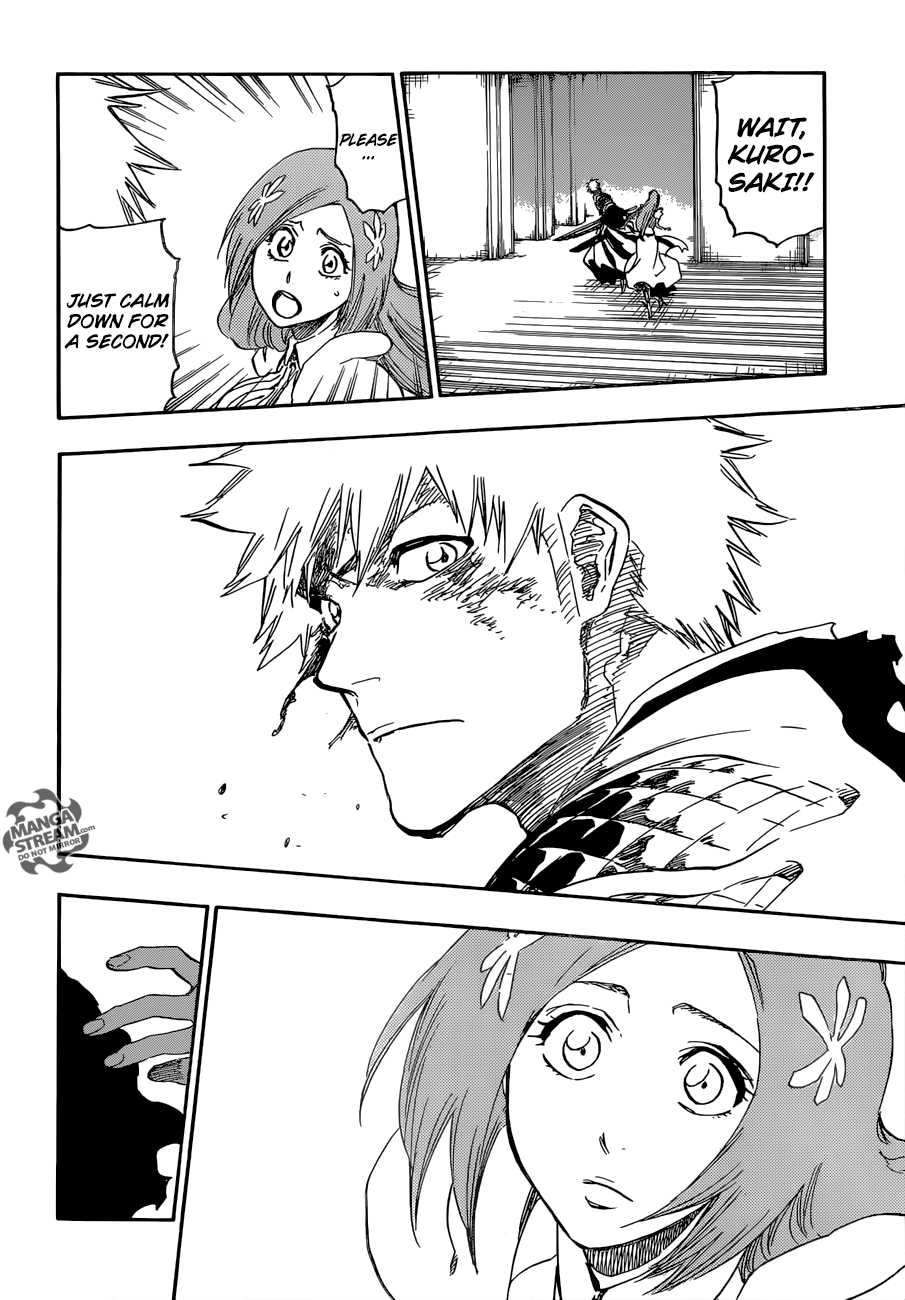 WAIT,
KURO-
SAKI!!
PLEASE
...
JUST CALM
DOWN FOR
A SECOND!
MANGA
STREAM.com
DO NOT MIRROR